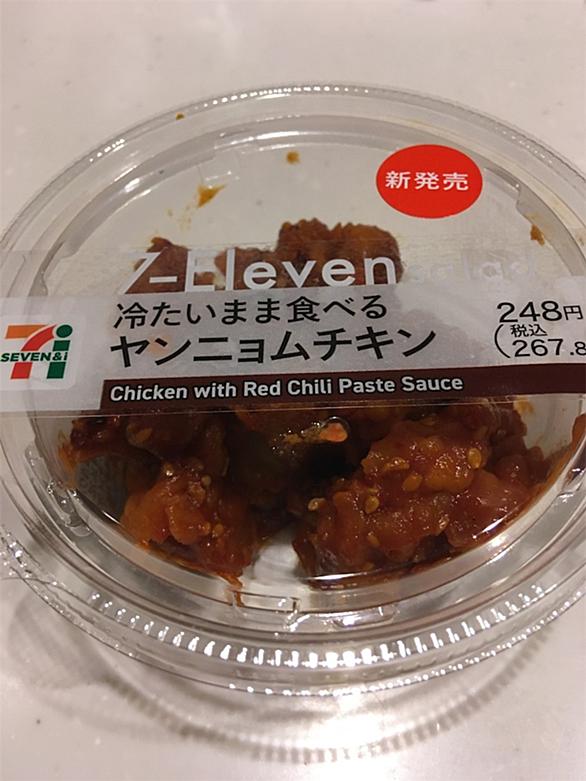 新発売
7-Eleven salad
冷たいまま食べる
ヤンニョムチキン
Chicken with Red Chili Paste Sauce
248円
(税込
267.8
SEVEN&i